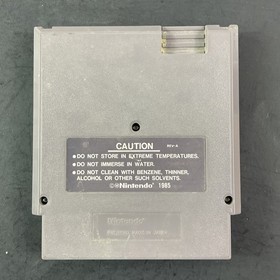 CAUTION
REV-A
●DO NOT STORE IN EXTREME TEMPERATURES.
●DO NOT IMMERSE IN WATER.
●DO NOT CLEAN WITH BENZENE, THINNER,
ALCOHOL OR OTHER SUCH SOLVENTS.
©®Nintendo® 1985
Nintendo